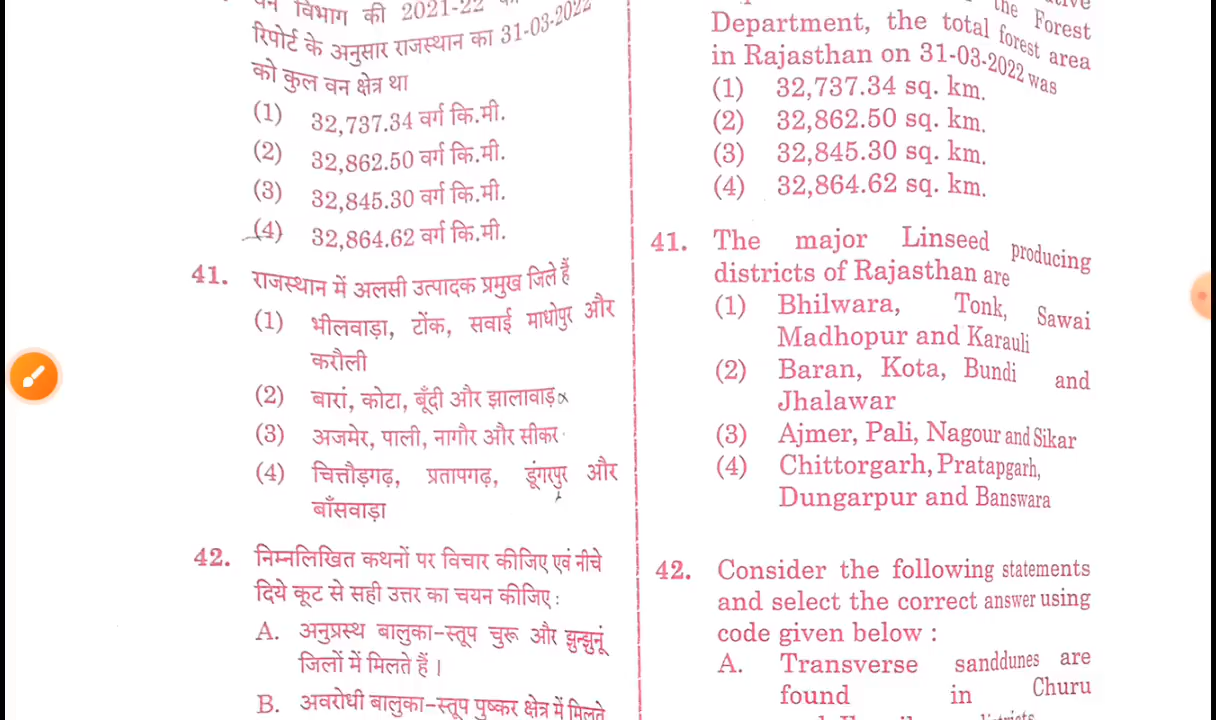 वन विभाग की 2021-22
रिपोर्ट के अनुसार राजस्थान का 31-03-2022
को कुल वन क्षेत्र था
(1) 32,737.34 वर्ग कि.मी.
(2) 32,862.50 वर्ग कि.मी.
(3) 32,845.30 वर्ग कि.मी.
(4) 32,864.62 वर्ग कि.मी.
41. राजस्थान में अलसी उत्पादक प्रमुख जिले हैं
(1) भीलवाड़ा, टोंक, सवाई माधोपुर और
करौली
(2) बारां, कोटा, बूँदी और झालावाड़
(3) अजमेर, पाली, नागौर और सीकर
(4) चित्तौड़गढ़, प्रतापगढ़, डूंगरपुर और
बाँसवाड़ा
42. निम्नलिखित कथनों पर विचार कीजिए एवं नीचे
दिये कूट से सही उत्तर का चयन कीजिए :
A. अनुप्रस्थ बालुका-स्तूप चुरू और झुन्झुनूं
जिलों में मिलते हैं।
B. अवरोधी बालुका-स्तूप पुष्कर क्षेत्र में मिलते
the Forest
Department, the total forest area
in Rajasthan on 31-03-2022 was
(1) 32,737.34 sq. km.
(2) 32,862.50 sq. km.
(3) 32,845.30 sq. km.
(4) 32,864.62 sq. km.
41. The major Linseed producing
districts of Rajasthan are
(1) Bhilwara, Tonk, Sawai
Madhopur and Karauli
(2) Baran, Kota, Bundi and
Jhalawar
(3) Ajmer, Pali, Nagour and Sikar
(4) Chittorgarh, Pratapgarh,
Dungarpur and Banswara
42. Consider the following statements
and select the correct answer using
code given below :
A. Transverse sanddunes are
found in Churu